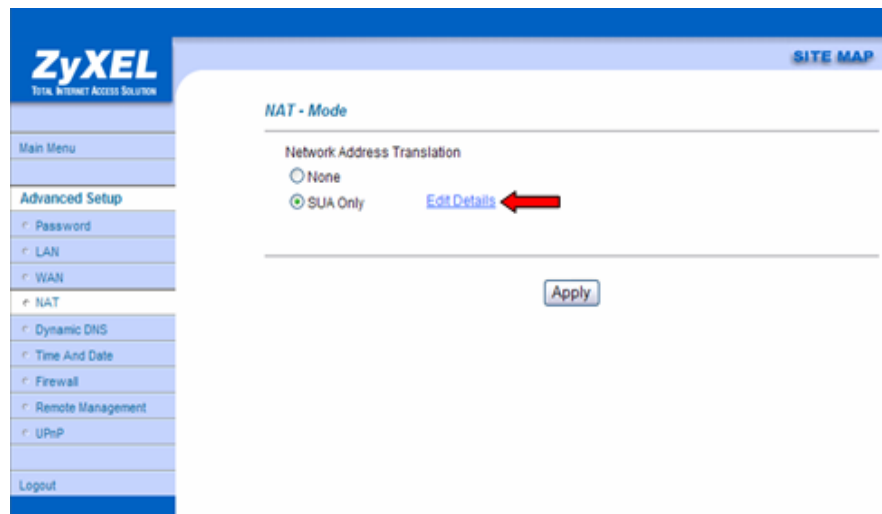 ZyXEL
TOTAL INTERNET ACCESS SOLUTION
SITE MAP
Main Menu
Advanced Setup
Password
LAN
WAN
NAT
Dynamic DNS
Time And Date
Firewall
Remote Management
UPnP
Logout
NAT - Mode
Network Address Translation
None
SUA Only Edit Details
Apply